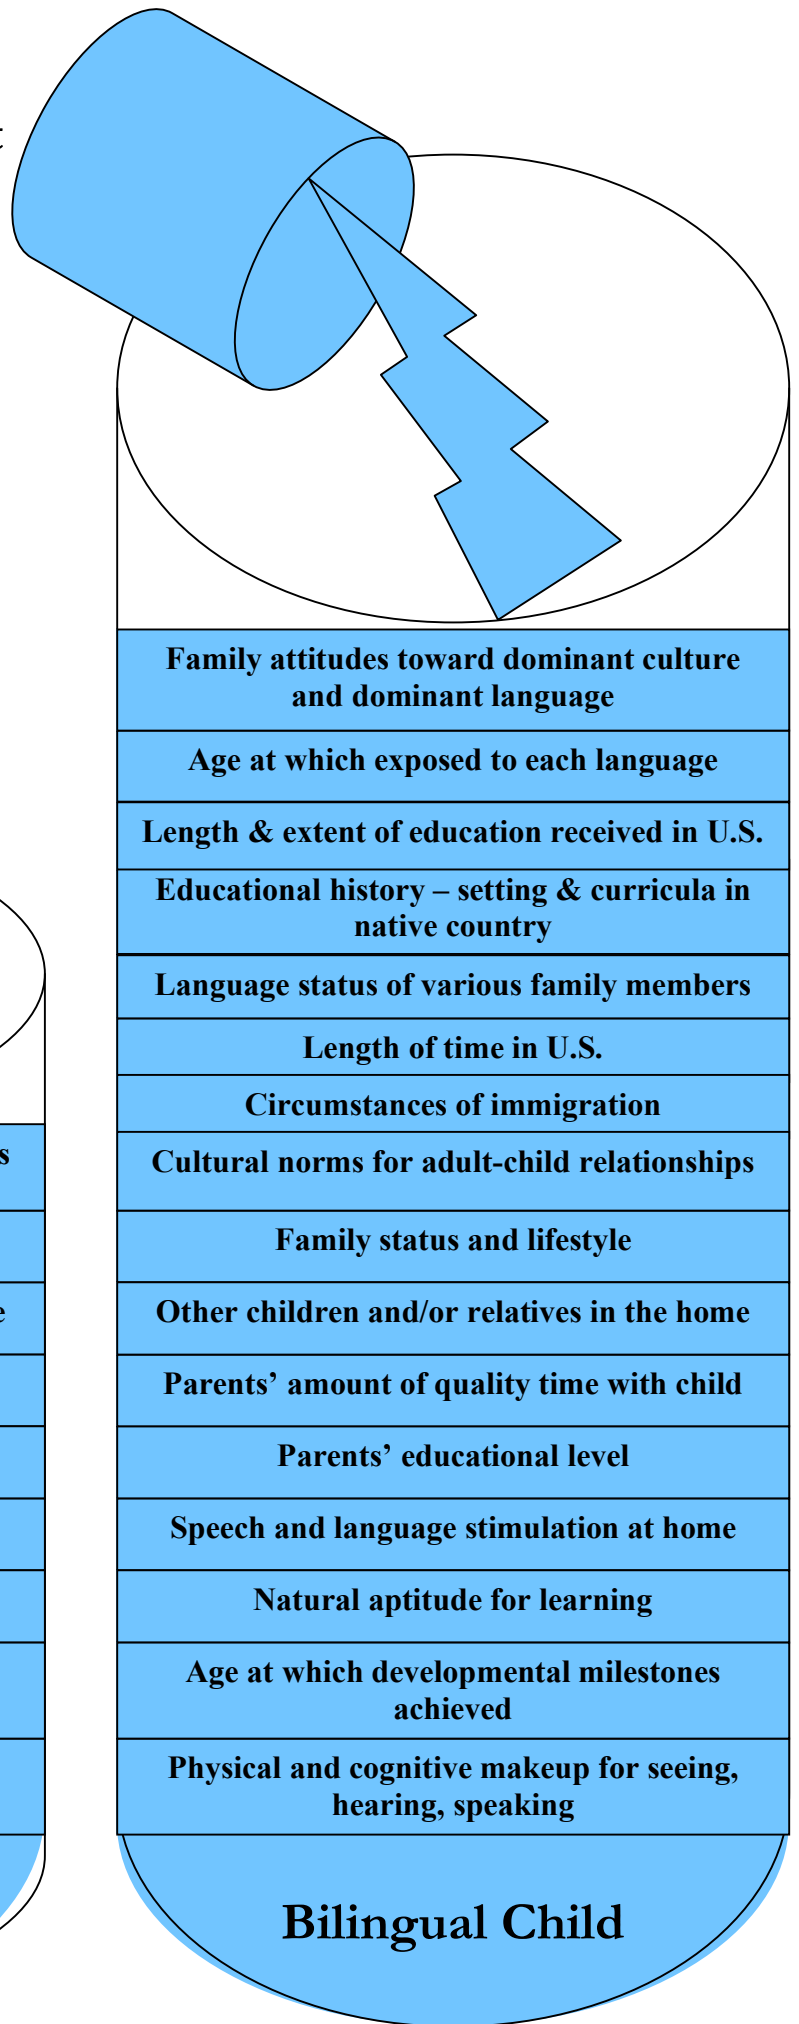 Family attitudes toward dominant culture
and dominant language
Age at which exposed to each language
Length & extent of education received in U.S.
Educational history – setting & curricula in
native country
Language status of various family members
Length of time in U.S.
Circumstances of immigration
Cultural norms for adult-child relationships
Family status and lifestyle
Other children and/or relatives in the home
Parents’ amount of quality time with child
Parents’ educational level
Speech and language stimulation at home
Natural aptitude for learning
Age at which developmental milestones
achieved
Physical and cognitive makeup for seeing,
hearing, speaking
Bilingual Child